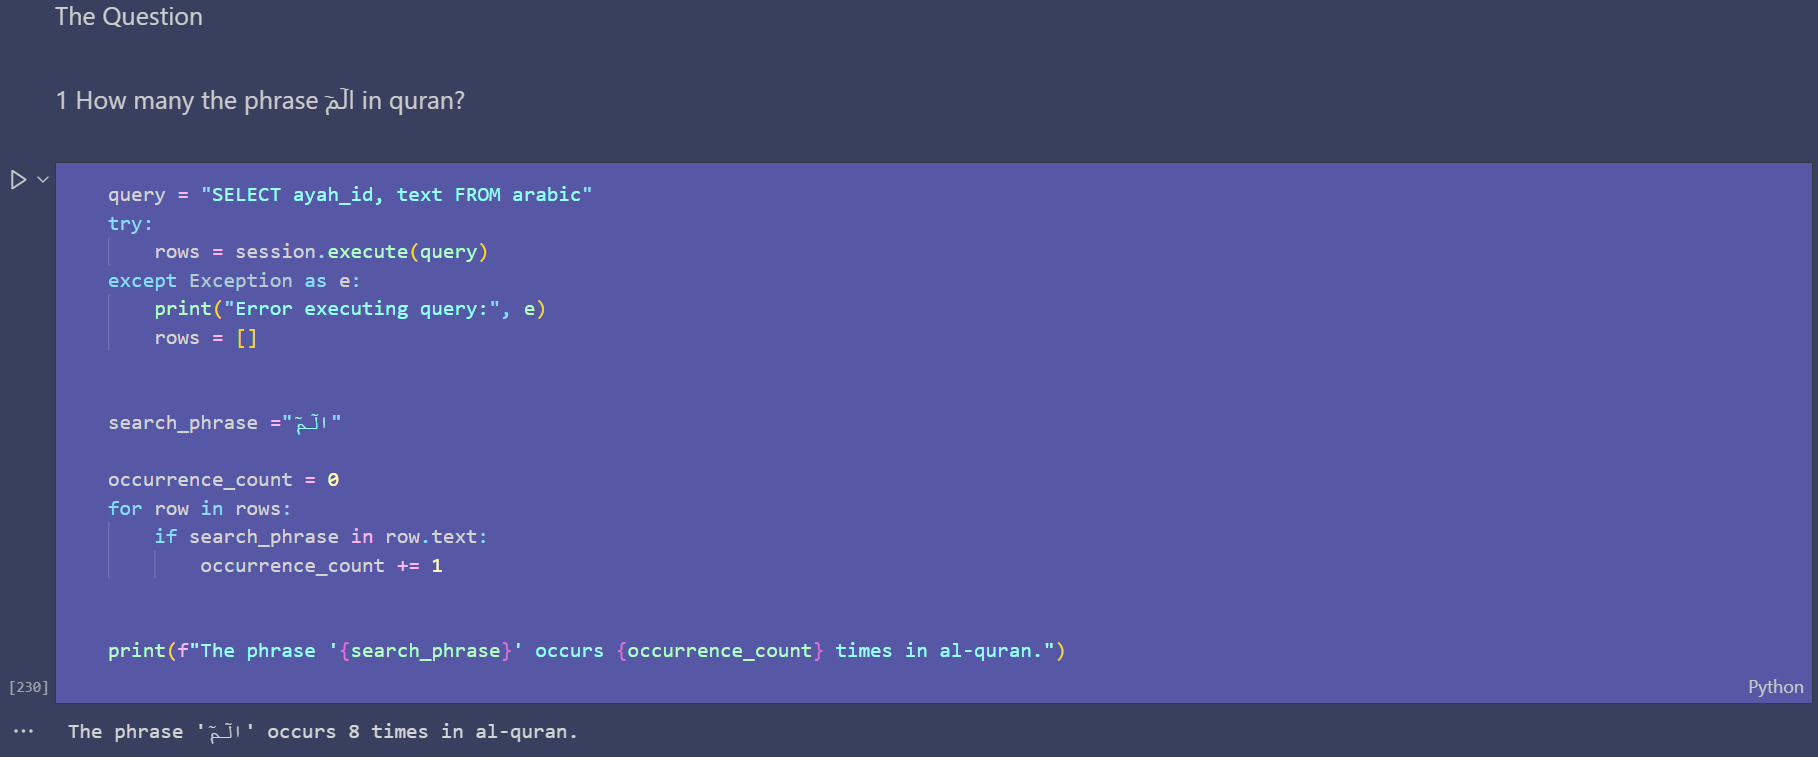 The Question
1 How many the phrase الٓمٓ in quran?
query = "SELECT ayah_id, text FROM arabic"
try:
    rows = session.execute(query)
except Exception as e:
    print("Error executing query:", e)
    rows = []
search_phrase ="الٓمٓ"
occurrence_count = 0
for row in rows:
    if search_phrase in row.text:
        occurrence_count += 1
print(f"The phrase '{search_phrase}' occurs {occurrence_count} times in al-quran.")
[230]
Python
The phrase 'الٓمٓ' occurs 8 times in al-quran.